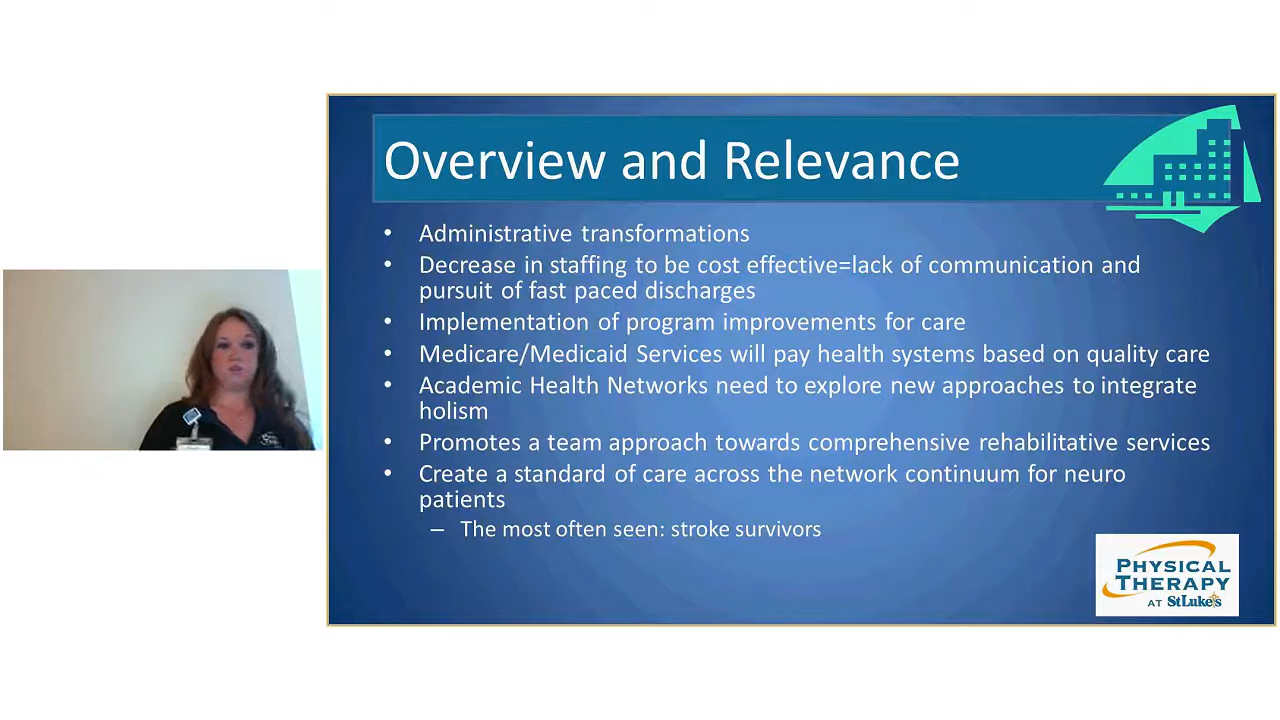 Overview and Relevance
• Administrative transformations
• Decrease in staffing to be cost effective=lack of communication and
pursuit of fast paced discharges
• Implementation of program improvements for care
• Medicare/Medicaid Services will pay health systems based on quality care
• Academic Health Networks need to explore new approaches to integrate
holism
• Promotes a team approach towards comprehensive rehabilitative services
• Create a standard of care across the network continuum for neuro
patients
– The most often seen: stroke survivors
PHYSICAL
THERAPY
AT StLuke's